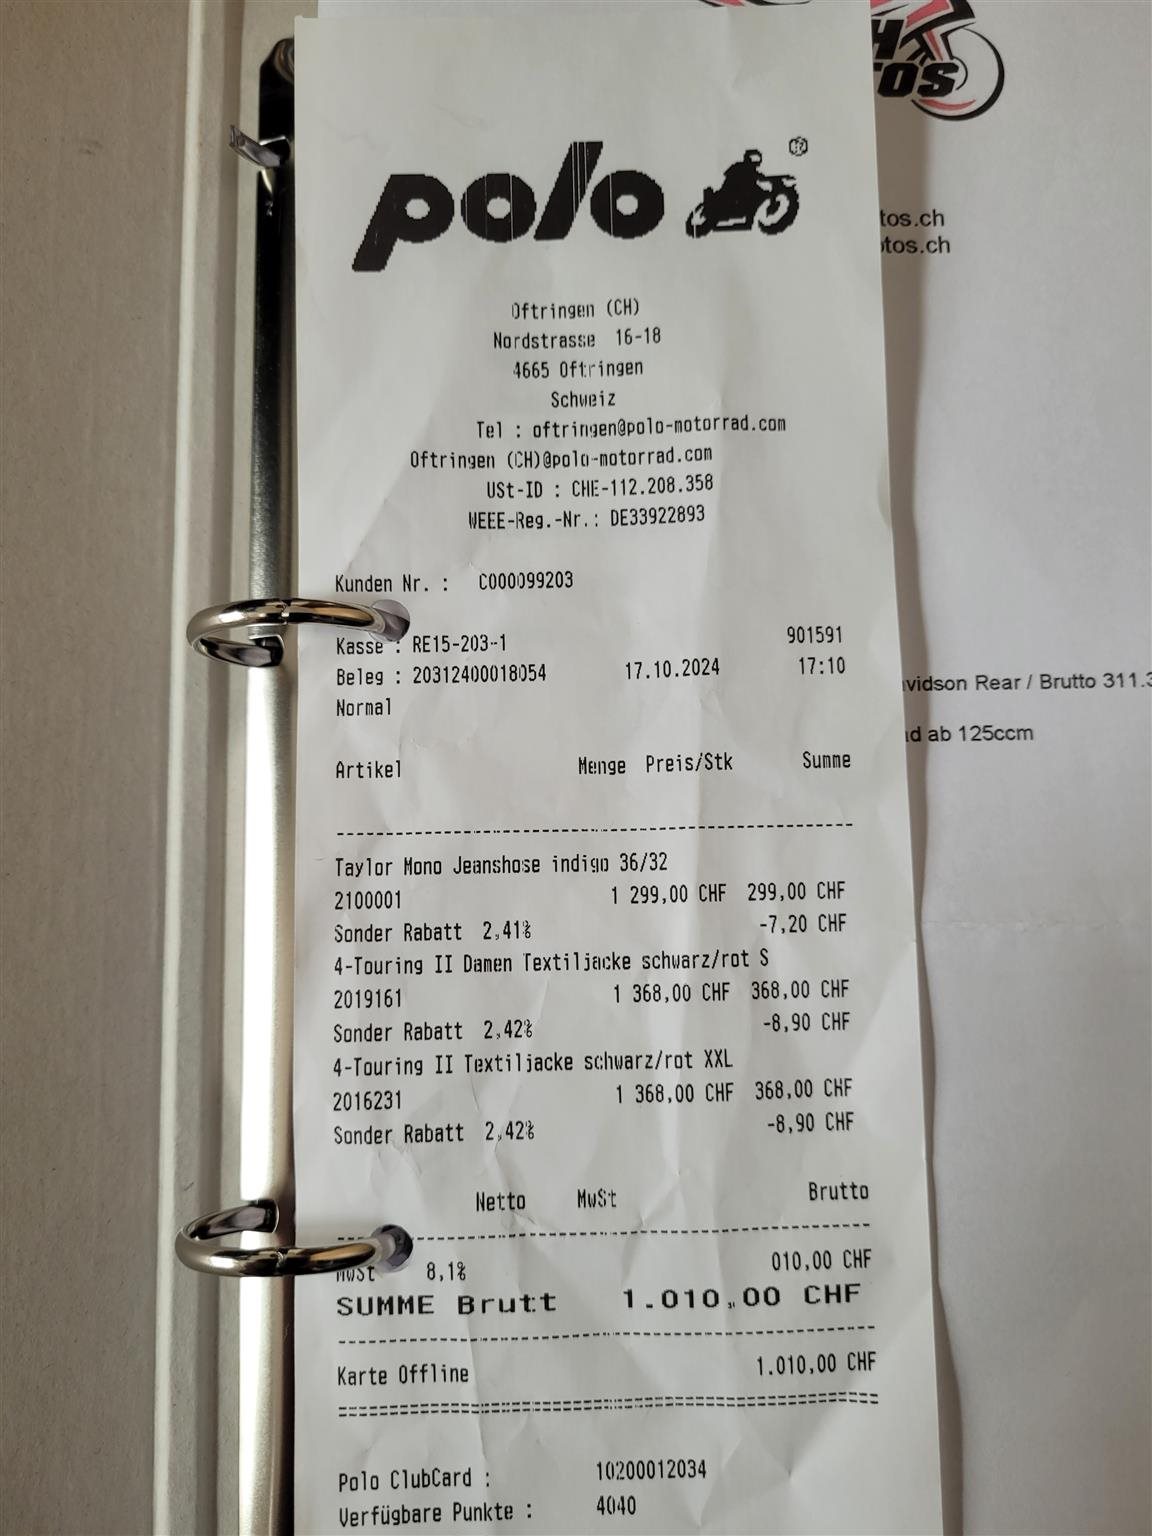 polo®
Oftringen (CH)
Nordstrasse 16-18
4665 Oftringen
Schweiz
Tel : oftringen@polo-motorrad.com
Oftringen (CH)@polo-motorrad.com
USt-ID : CHE-112.208.358
WEEE-Reg.-Nr.: DE33922893
Kunden Nr. : C000099203
Kasse : RE15-203-1 901591
Beleg : 20312400018054 17.10.2024 17:10
Normal
Artikel Menge Preis/Stk Summe
Taylor Mono Jeanshose indigo 36/32
2100001 1 299,00 CHF 299,00 CHF
Sonder Rabatt 2,41% -7,20 CHF
4-Touring II Damen Textiljacke schwarz/rot S
2019161 1 368,00 CHF 368,00 CHF
Sonder Rabatt 2,42% -8,90 CHF
4-Touring II Textiljacke schwarz/rot XXL
2016231 1 368,00 CHF 368,00 CHF
Sonder Rabatt 2,42% -8,90 CHF
Netto MwSt Brutto
MwSt 8,1% 010,00 CHF
SUMME Brutt 1.010,00 CHF
Karte Offline 1.010,00 CHF
Polo ClubCard : 10200012034
Verfügbare Punkte : 4040
H
TOS
tos.ch
otos.ch
vidson Rear / Brutto 311.3
d ab 125ccm